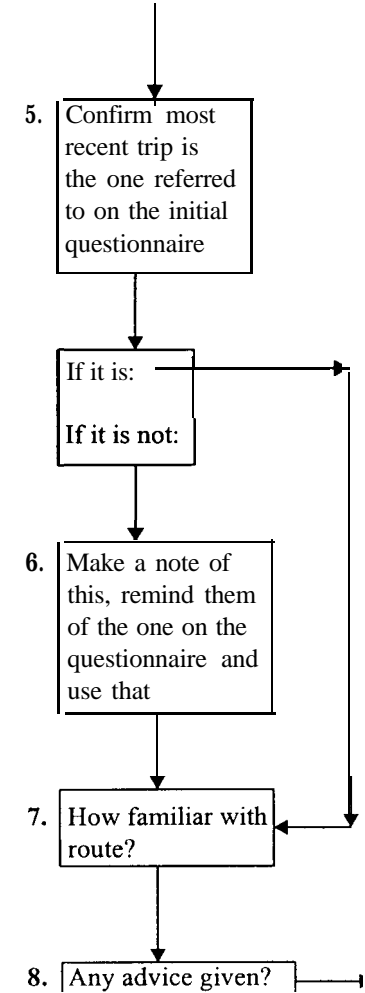 5. Confirm most
recent trip is
the one referred
to on the initial
questionnaire
If it is:
If it is not:
6. Make a note of
this, remind them
of the one on the
questionnaire and
use that
7. How familiar with
route?
8. Any advice given?